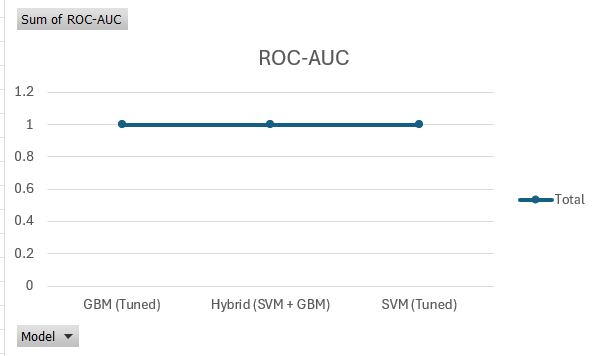 Sum of ROC-AUC
ROC-AUC
1.2
1
0.8
0.6
0.4
0.2
0
Total
GBM (Tuned)
Hybrid (SVM + GBM)
SVM (Tuned)
Model